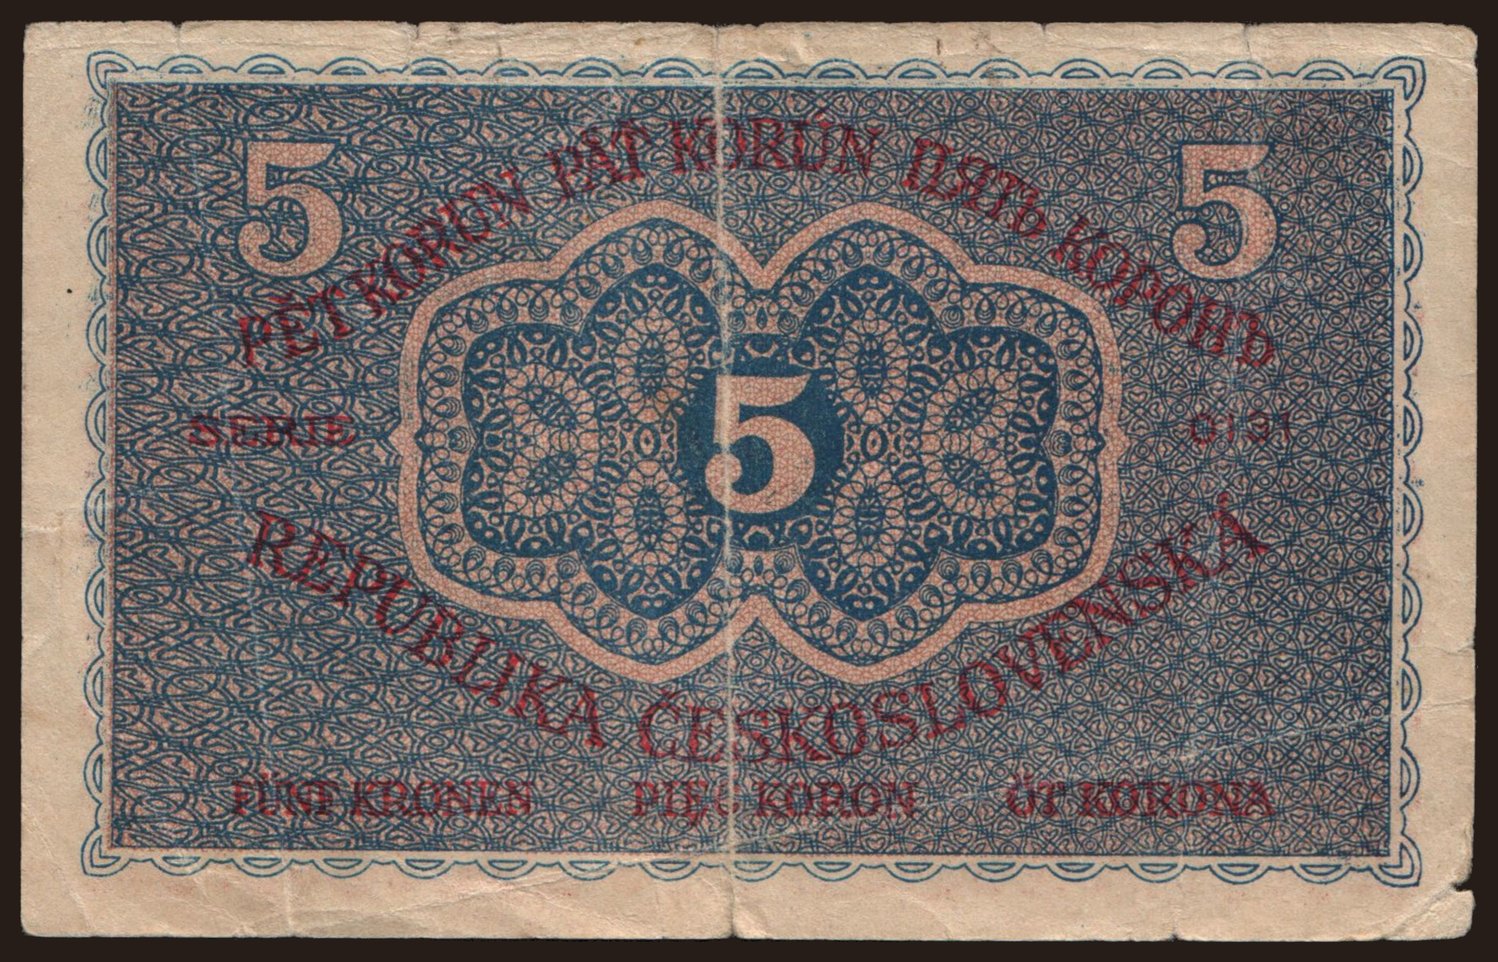 5 5
PĚT KORUN PÄŤ KORÚN ПЯТЬ КОРОНЪ
5
SERIE 0131
REPUBLIKA ČESKOSLOVENSKÁ
FÜNF KRONEN PIĘĆ KORON ÖT KORONA